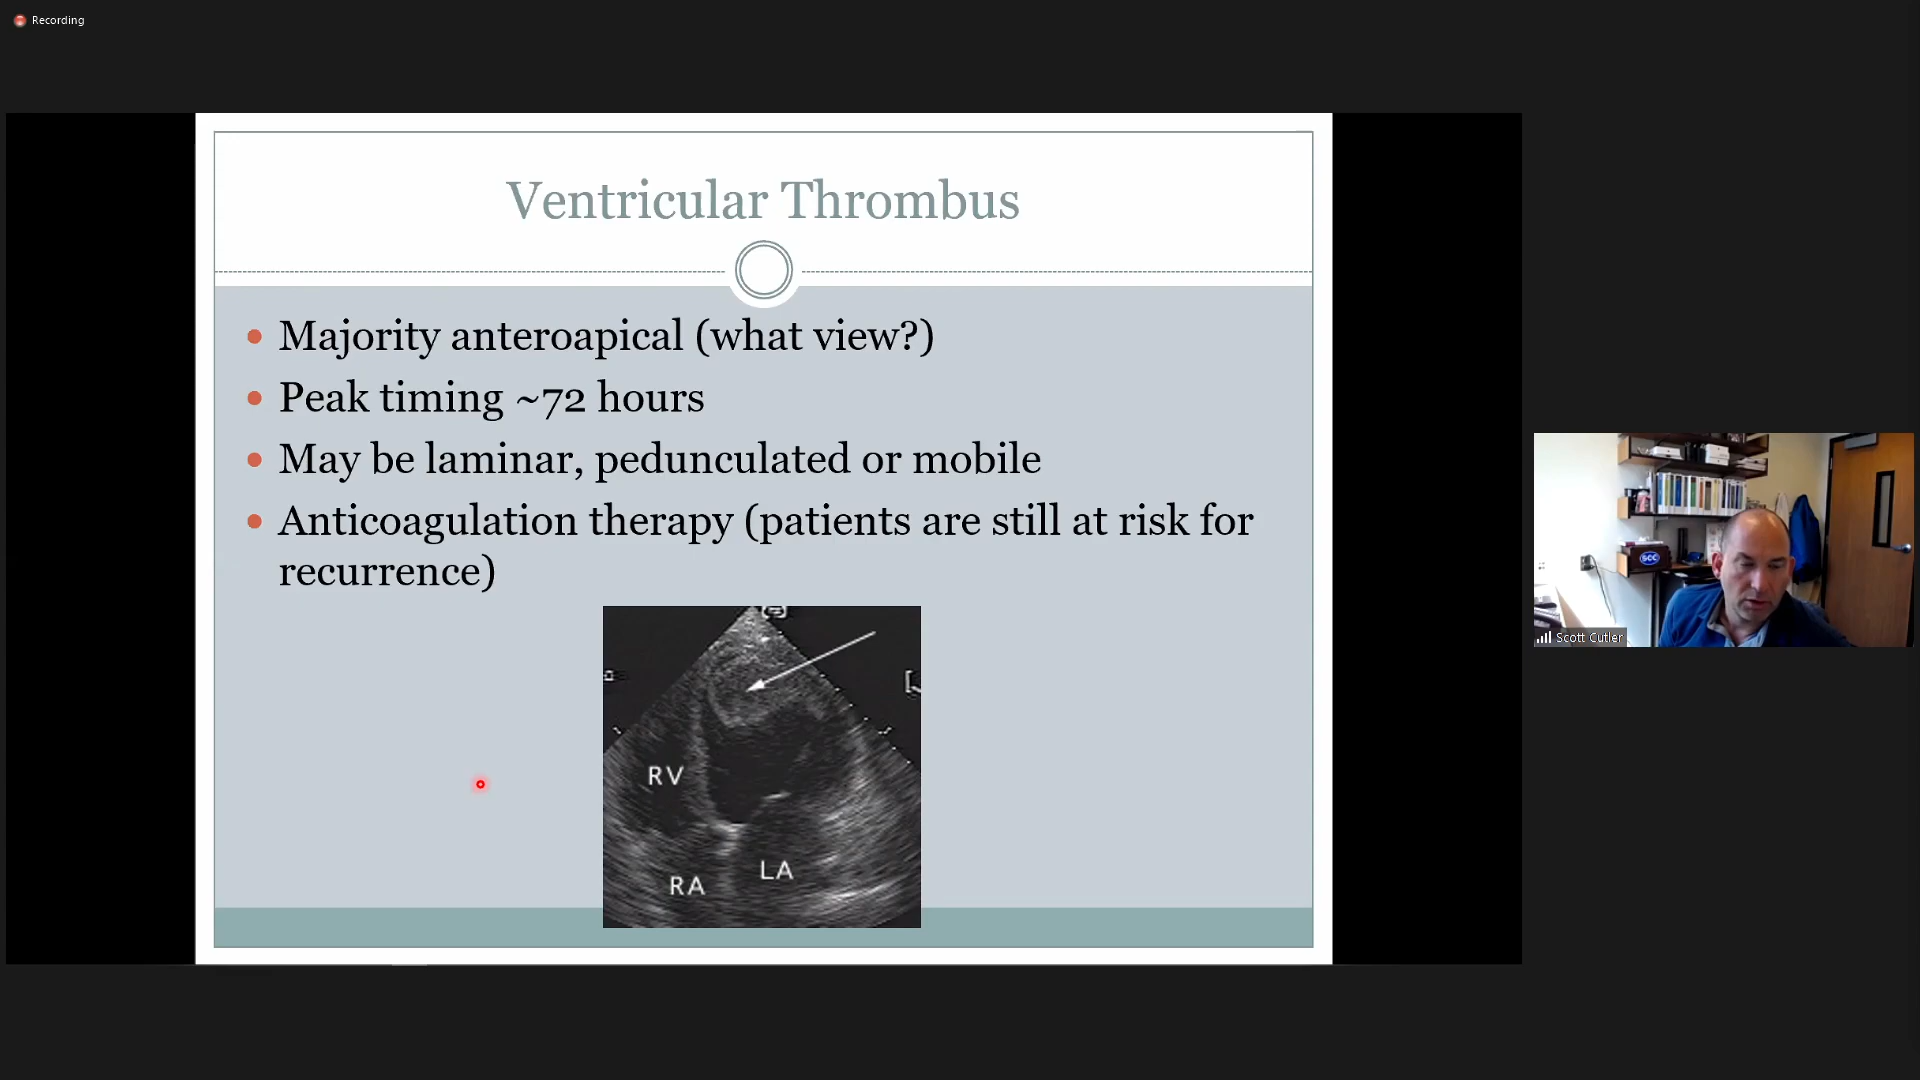 Recording
Ventricular Thrombus
Majority anteroapical (what view?)
Peak timing ~72 hours
May be laminar, pedunculated or mobile
Anticoagulation therapy (patients are still at risk for
recurrence)
RV
LA
RA
SCC
Scott Cutler